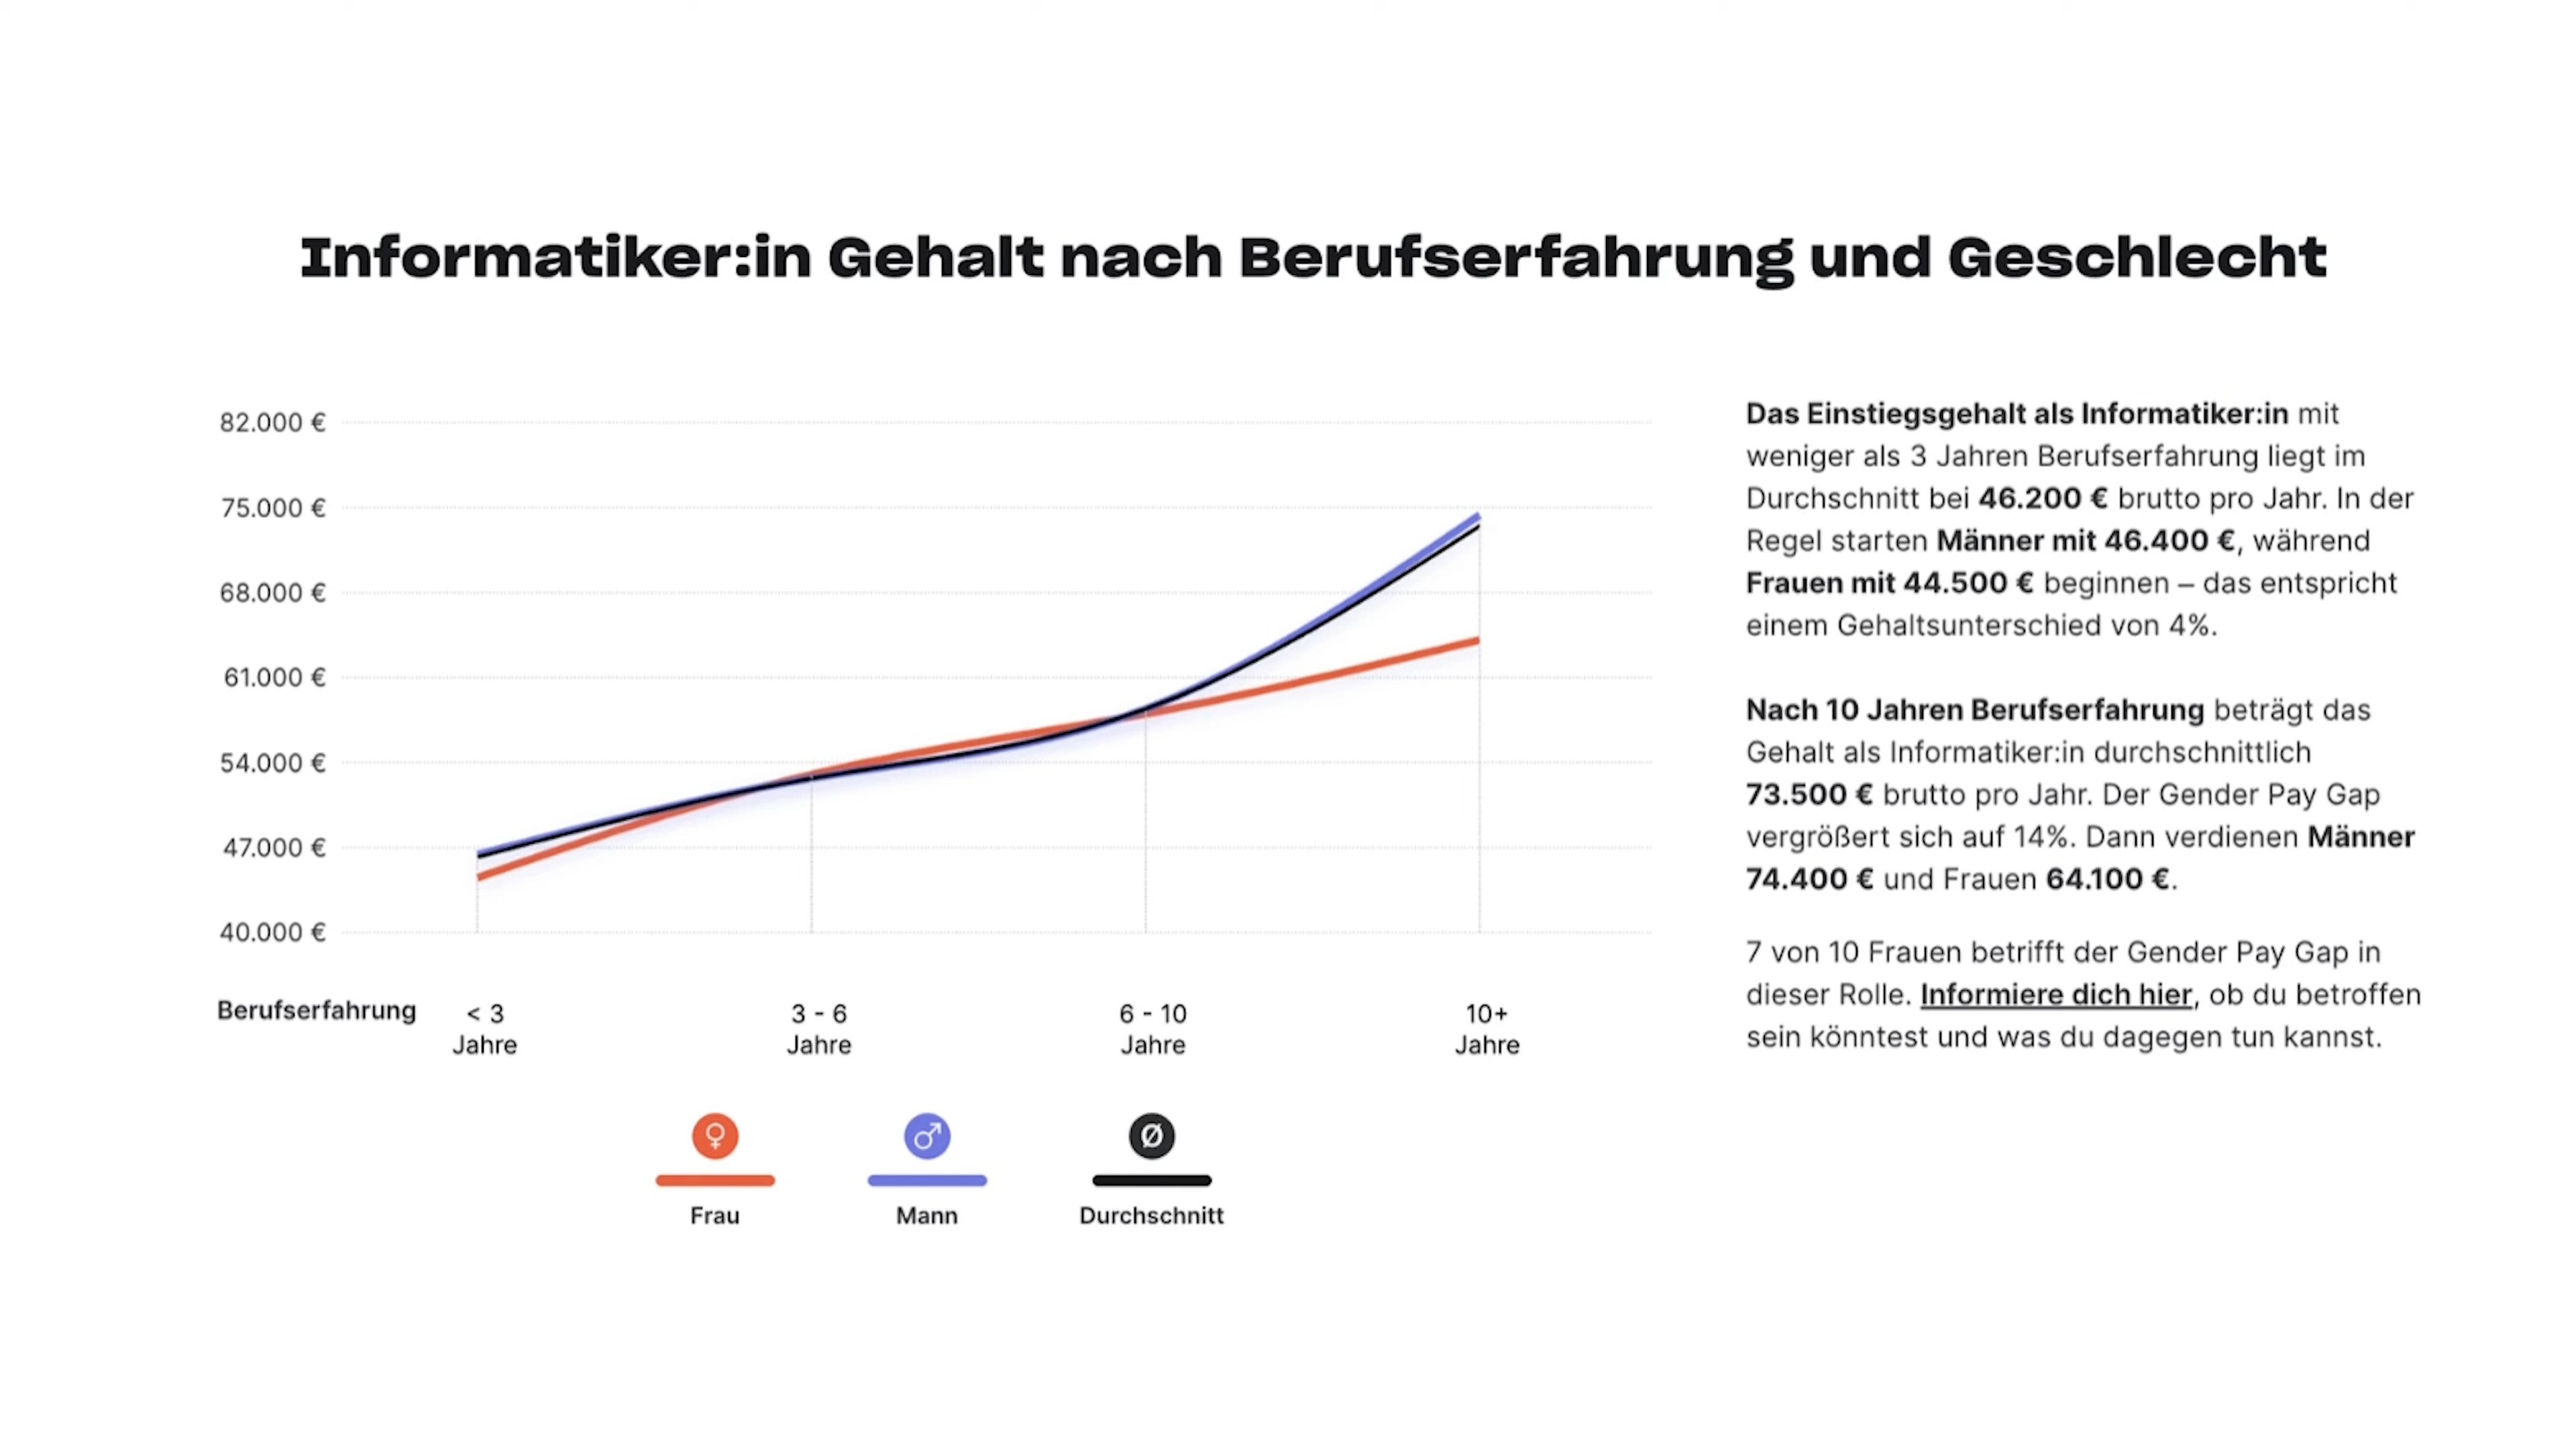 Informatiker:in Gehalt nach Berufserfahrung und Geschlecht
82.000 €
75.000 €
68.000 €
61.000 €
54.000 €
47.000 €
40.000 €
Berufserfahrung
< 3
Jahre
3 - 6
Jahre
6 - 10
Jahre
10+
Jahre
Frau
Mann
Ø
Durchschnitt
Das Einstiegsgehalt als Informatiker:in mit
weniger als 3 Jahren Berufserfahrung liegt im
Durchschnitt bei 46.200 € brutto pro Jahr. In der
Regel starten Männer mit 46.400 €, während
Frauen mit 44.500 € beginnen – das entspricht
einem Gehaltsunterschied von 4%.
Nach 10 Jahren Berufserfahrung beträgt das
Gehalt als Informatiker:in durchschnittlich
73.500 € brutto pro Jahr. Der Gender Pay Gap
vergrößert sich auf 14%. Dann verdienen Männer
74.400 € und Frauen 64.100 €.
7 von 10 Frauen betrifft der Gender Pay Gap in
dieser Rolle. Informiere dich hier, ob du betroffen
sein könntest und was du dagegen tun kannst.